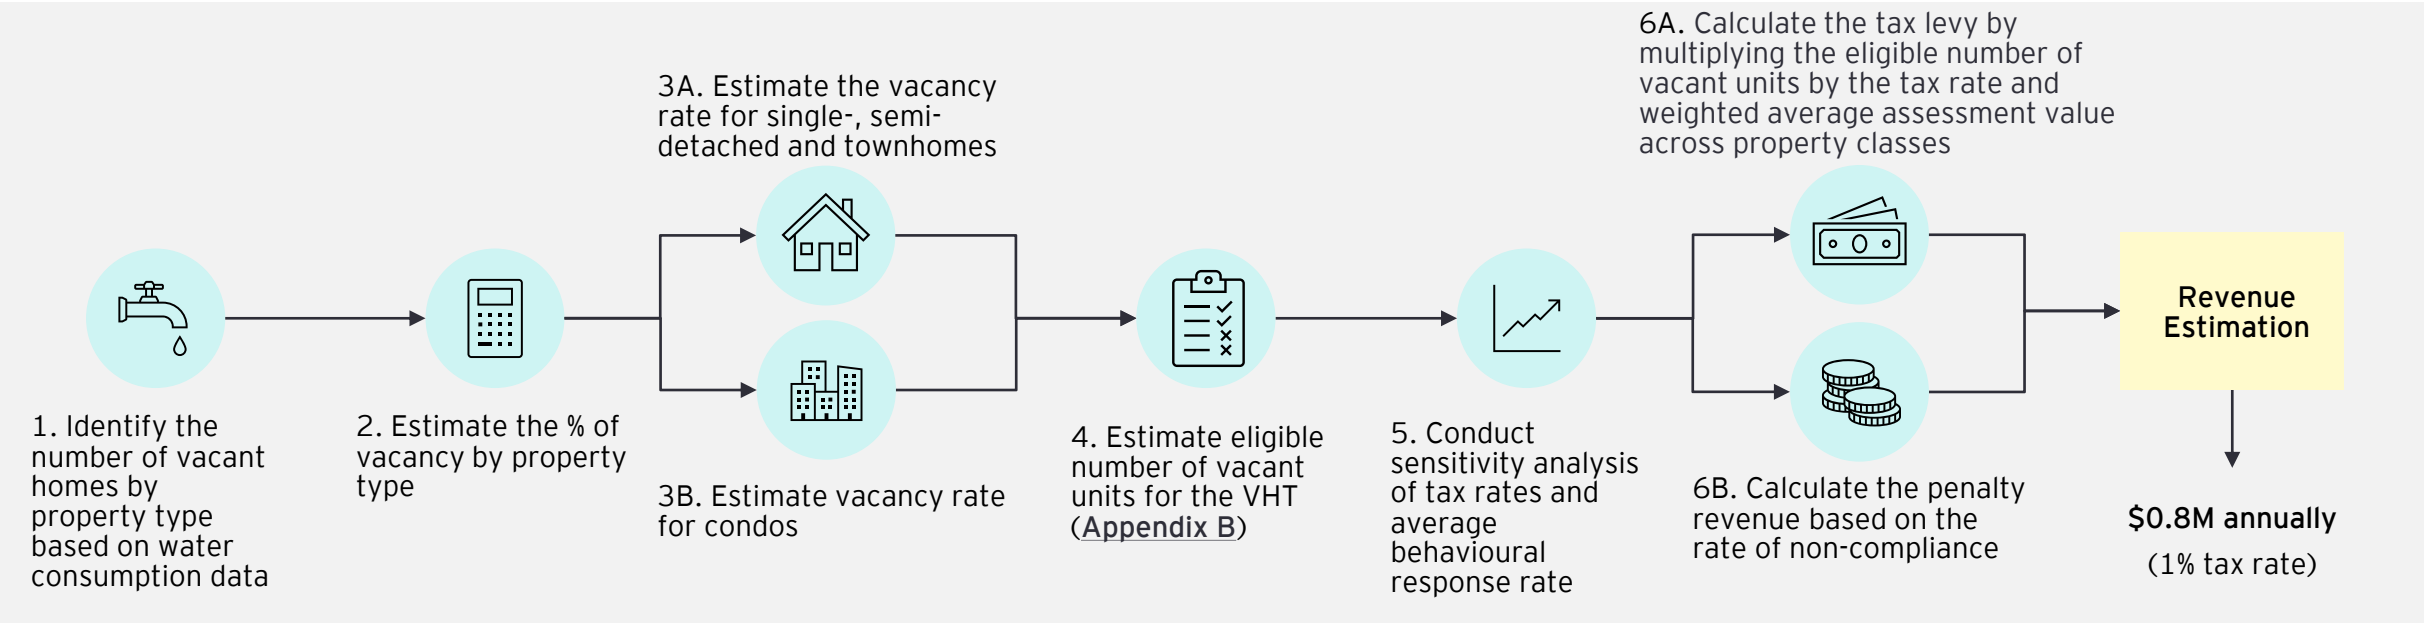 1. Identify the
number of vacant
homes by
property type
based on water
consumption data
2. Estimate the % of
vacancy by property
type
3A. Estimate the vacancy
rate for single-, semi-
detached and townhomes
3B. Estimate vacancy rate
for condos
4. Estimate eligible
number of vacant
units for the VHT
(Appendix B)
5. Conduct
sensitivity analysis
of tax rates and
average
behavioural
response rate
6A. Calculate the tax levy by
multiplying the eligible number of
vacant units by the tax rate and
weighted average assessment value
across property classes
6B. Calculate the penalty
revenue based on the
rate of non-compliance
Revenue
Estimation
$0.8M annually
(1% tax rate)